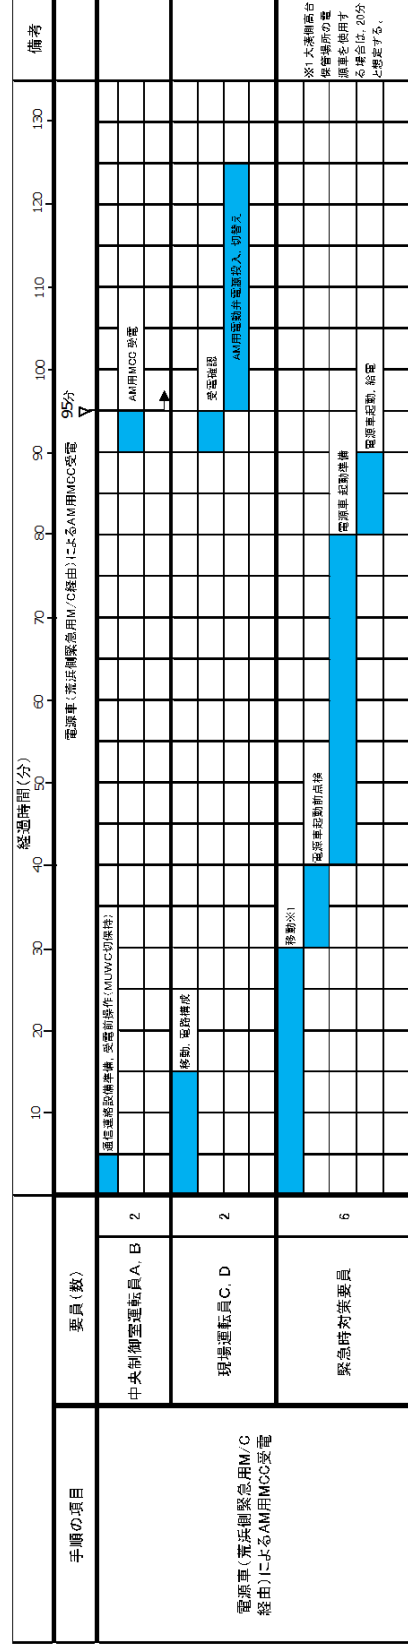 手順の項目
要員(数)
経過時間(分)
備考
10
20
30
40
50
60
70
80
90
100
110
120
130
電源車(荒浜側緊急用M/C経由)によるAM用MCC受電
95分
電源車(荒浜側緊急用M/C
経由)によるAM用MCC受電
中央制御室運転員A, B
2
通信連絡設備準備, 受電前操作(MUWC切保持)
AM用MCC 受電
現場運転員C, D
2
移動, 電路構成
受電確認
AM用電動弁電源投入, 切替え
緊急時対策要員
6
移動※1
電源車起動前点検
電源車 起動準備
電源車起動, 給電
※1 大湊側高台
保管場所の電
源車を使用す
る場合は, 20分
と想定する。